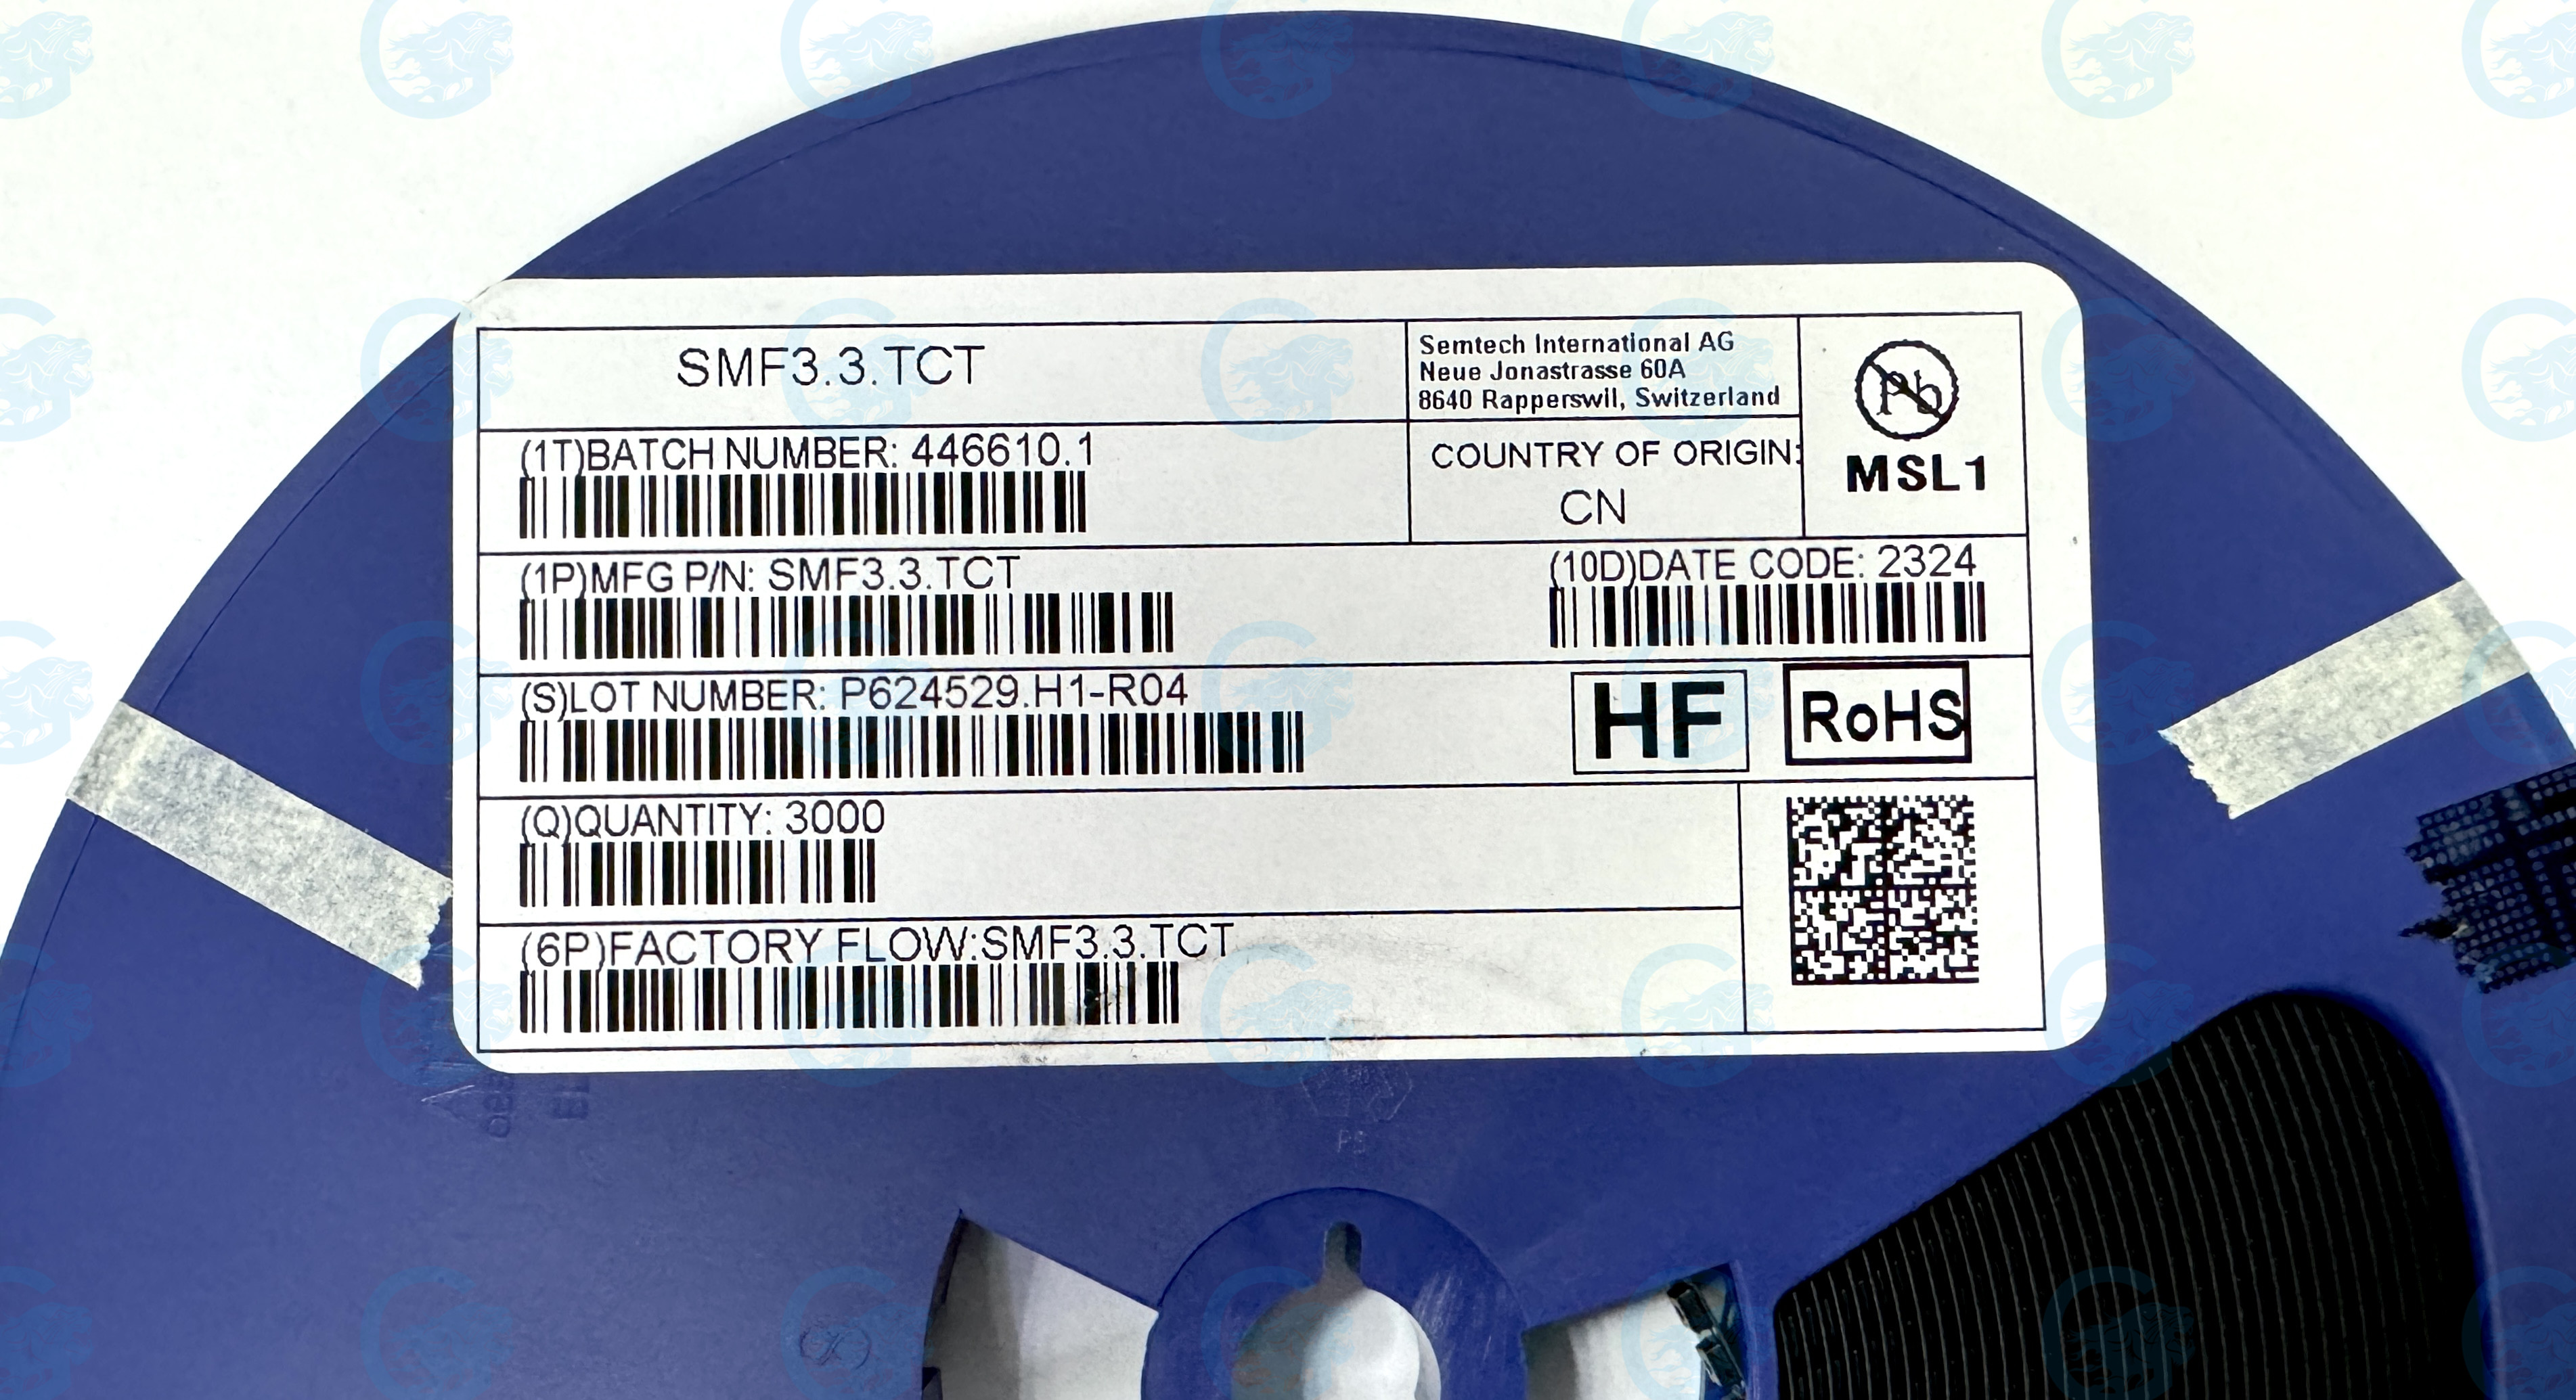 SMF3.3.TCT
Semtech International AG
Neue Jonastrasse 60A
8640 Rapperswil, Switzerland
Pb
MSL1
(1T)BATCH NUMBER: 446610.1
COUNTRY OF ORIGIN:
CN
(1P)MFG P/N: SMF3.3.TCT
(10D)DATE CODE: 2324
(S)LOT NUMBER: P624529.H1-R04
HF
RoHS
(Q)QUANTITY: 3000
(6P)FACTORY FLOW:SMF3.3.TCT
PS